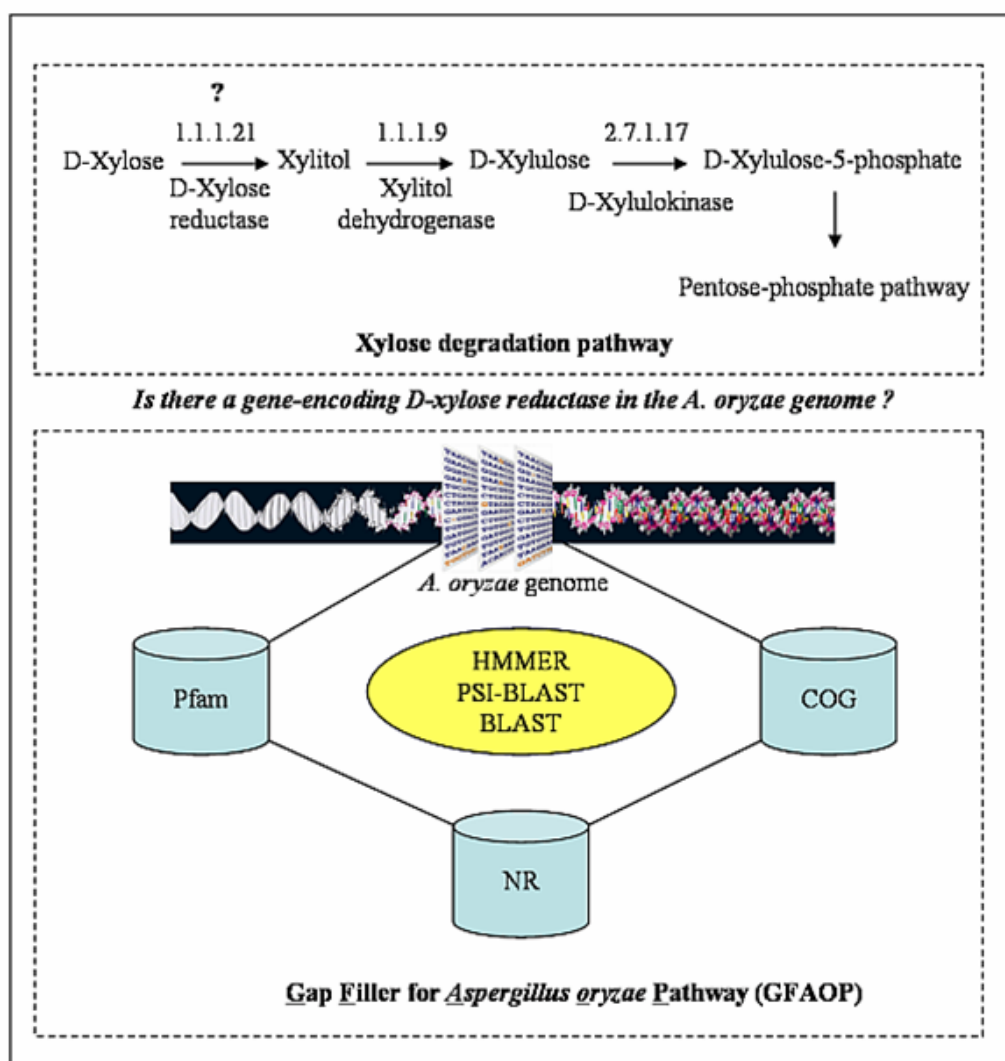 ?
1.1.1.21 1.1.1.9 2.7.1.17
D-Xylose Xylitol D-Xylulose D-Xylulose-5-phosphate
D-Xylose Xylitol D-Xylulokinase
reductase dehydrogenase
Pentose-phosphate pathway
Xylose degradation pathway
Is there a gene-encoding D-xylose reductase in the A. oryzae genome ?
A. oryzae genome
HMMER
Pfam PSI-BLAST COG
BLAST
NR
Gap Filler for Aspergillus oryzae Pathway (GFAOP)